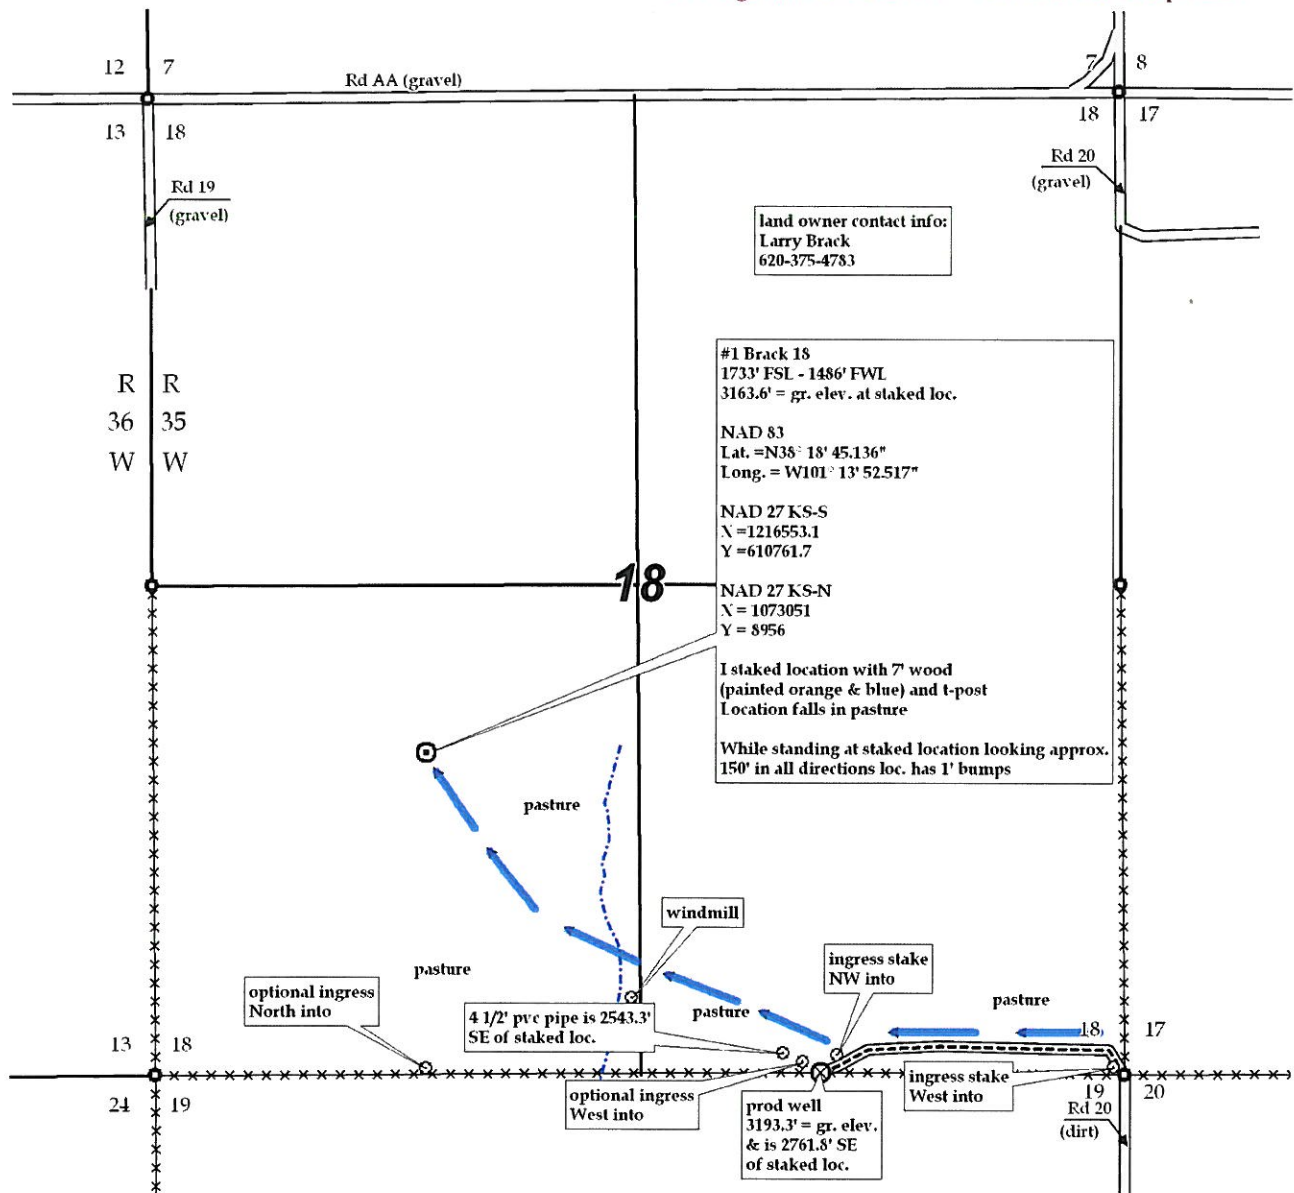 12 7
Rd AA (gravel)
7 8
13 18
18 17
Rd 19
(gravel)
Rd 20
(gravel)
land owner contact info:
Larry Brack
620-375-4783
R R
36 35
W W
#1 Brack 18
1733' FSL - 1486' FWL
3163.6' = gr. elev. at staked loc.
NAD 83
Lat. =N38° 18' 45.136"
Long. = W101° 13' 52.517"
NAD 27 KS-S
X =1216553.1
Y =610761.7
NAD 27 KS-N
X = 1073051
Y = 8956
I staked location with 7' wood
(painted orange & blue) and t-post
Location falls in pasture
While standing at staked location looking approx.
150' in all directions loc. has 1' bumps
18
pasture
windmill
pasture
optional ingress
North into
4 1/2' pvc pipe is 2543.3'
SE of staked loc.
pasture
ingress stake
NW into
pasture
13 18
18 17
24 19
19 20
optional ingress
West into
prod well
3193.3' = gr. elev.
& is 2761.8' SE
of staked loc.
ingress stake
West into
Rd 20
(dirt)